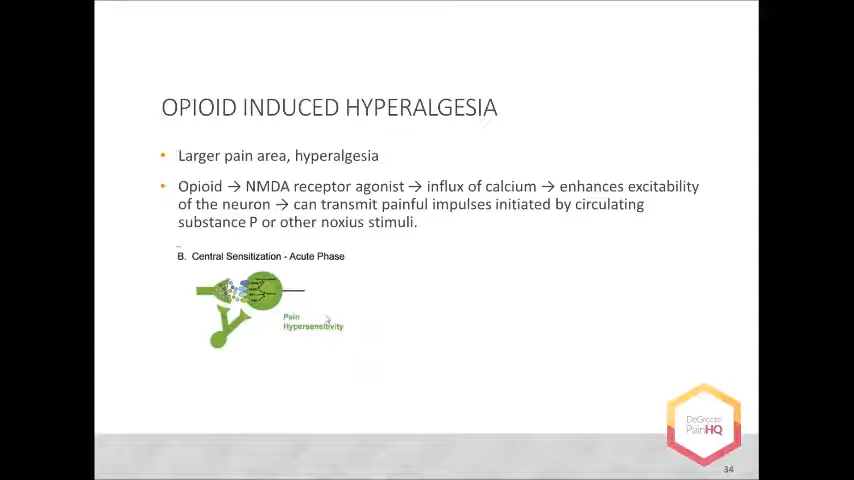 OPIOID INDUCED HYPERALGESIA
• Larger pain area, hyperalgesia
• Opioid → NMDA receptor agonist → influx of calcium → enhances excitability
of the neuron → can transmit painful impulses initiated by circulating
substance P or other noxius stimuli.
B. Central Sensitization - Acute Phase
Pain
Hypersensitivity
DeGroote
PainHQ
34